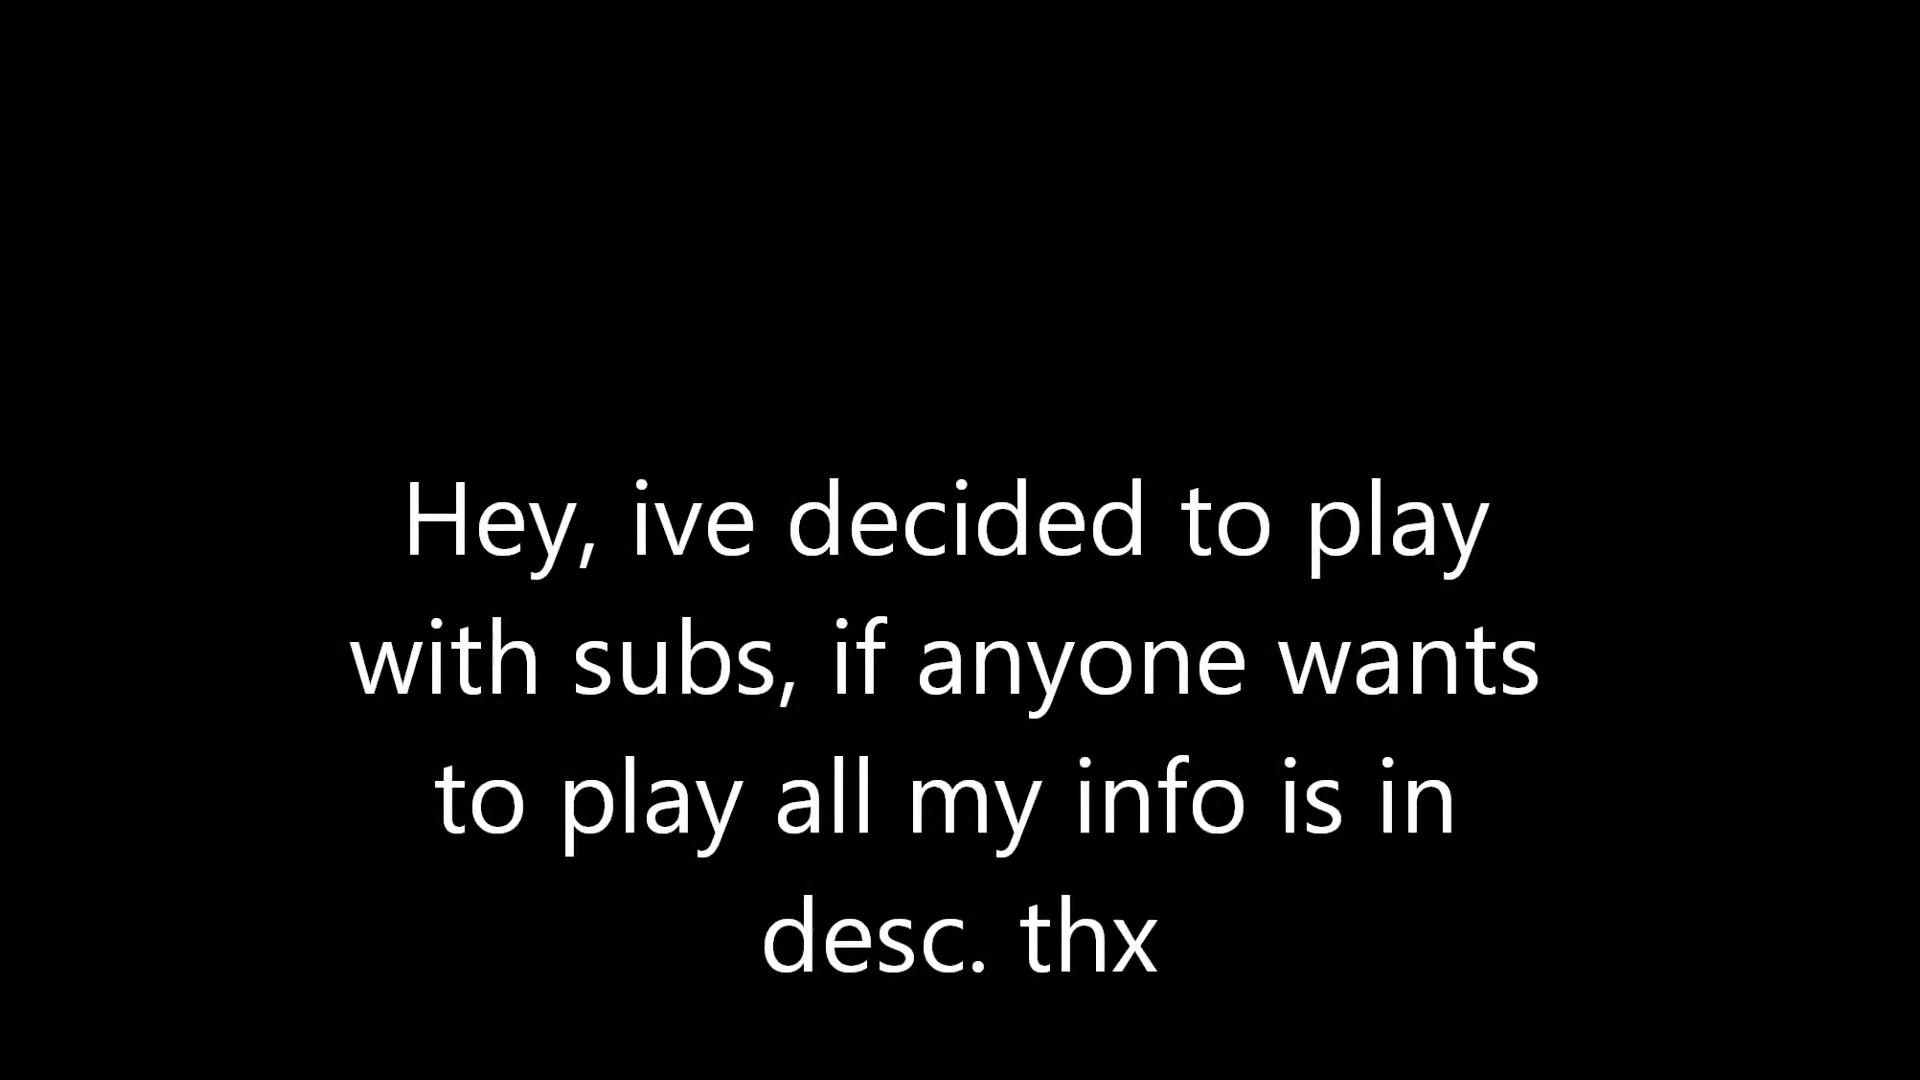 Hey, ive decided to play
with subs, if anyone wants
to play all my info is in
desc. thx